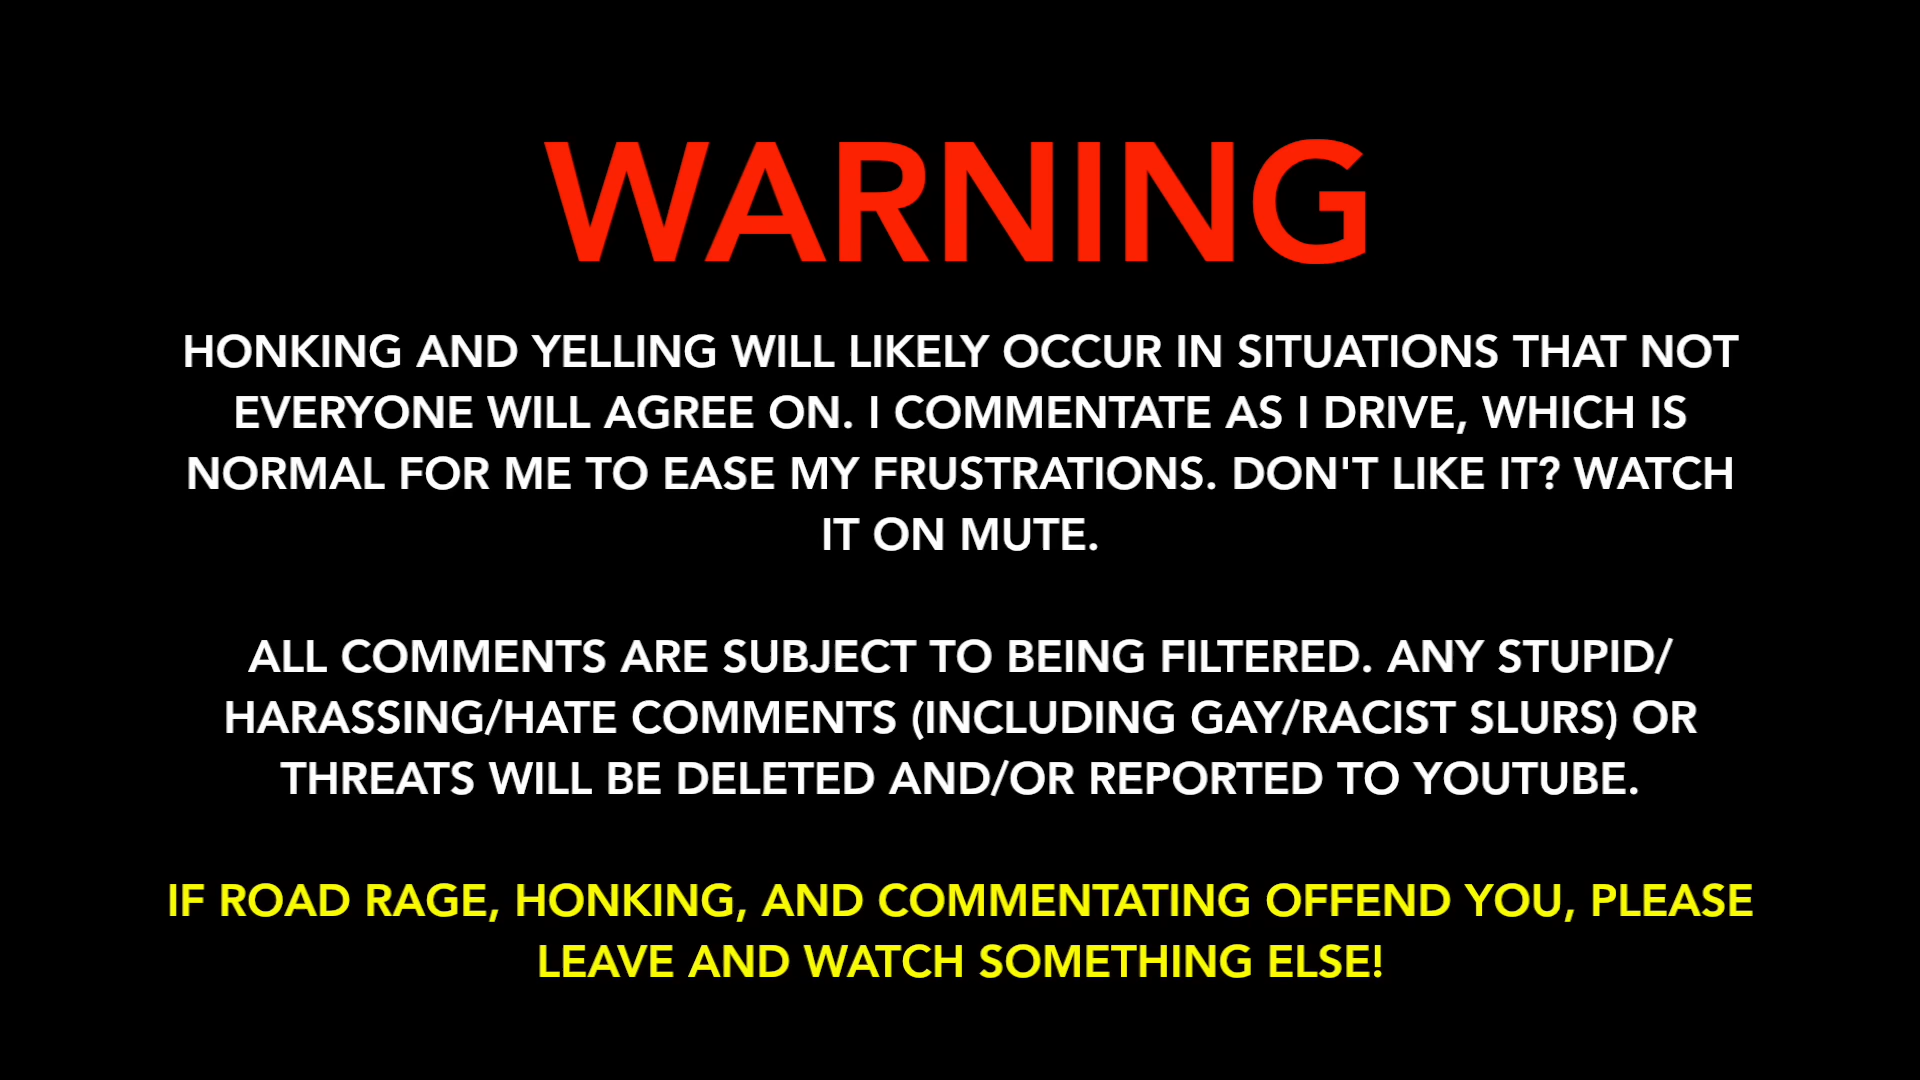 WARNING
HONKING AND YELLING WILL LIKELY OCCUR IN SITUATIONS THAT NOT
EVERYONE WILL AGREE ON. I COMMENTATE AS I DRIVE, WHICH IS
NORMAL FOR ME TO EASE MY FRUSTRATIONS. DON'T LIKE IT? WATCH
IT ON MUTE.
ALL COMMENTS ARE SUBJECT TO BEING FILTERED. ANY STUPID/
HARASSING/HATE COMMENTS (INCLUDING GAY/RACIST SLURS) OR
THREATS WILL BE DELETED AND/OR REPORTED TO YOUTUBE.
IF ROAD RAGE, HONKING, AND COMMENTATING OFFEND YOU, PLEASE
LEAVE AND WATCH SOMETHING ELSE!